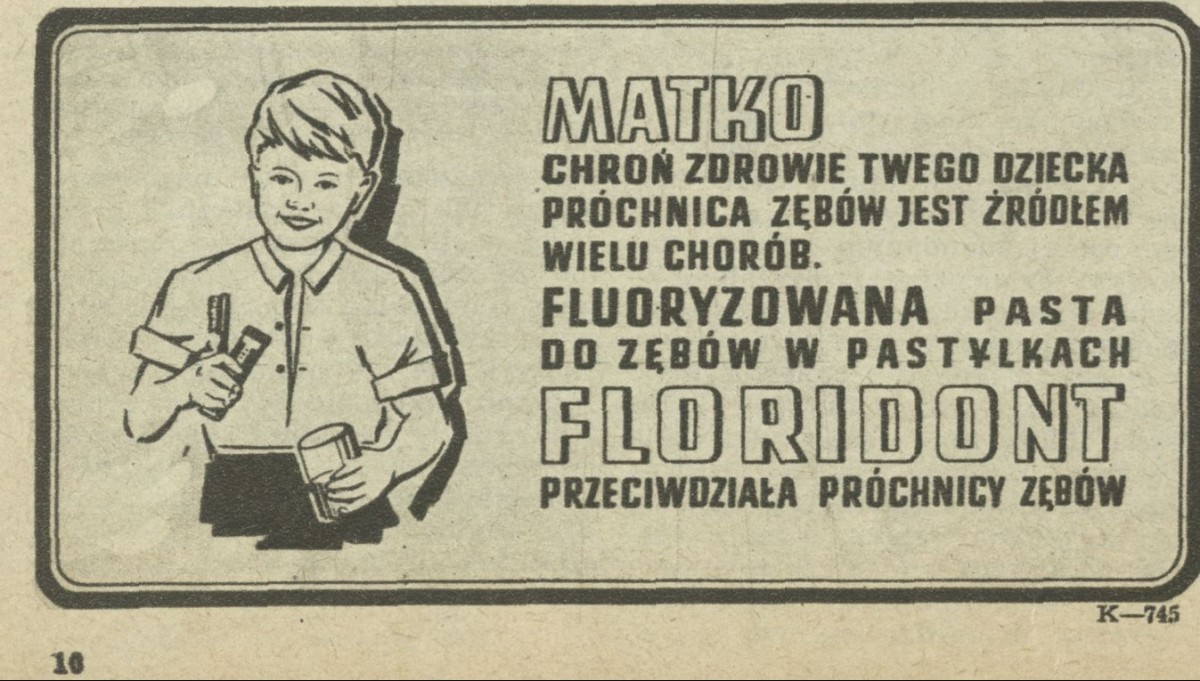 MATKO
CHROŃ ZDROWIE TWEGO DZIECKA
PRÓCHNICA ZĘBÓW JEST ŹRÓDŁEM
WIELU CHORÓB.
FLUORYZOWANA PASTA
DO ZĘBÓW W PASTYLKACH
FLORIDONT
PRZECIWDZIAŁA PRÓCHNICY ZĘBÓW
K—745
16